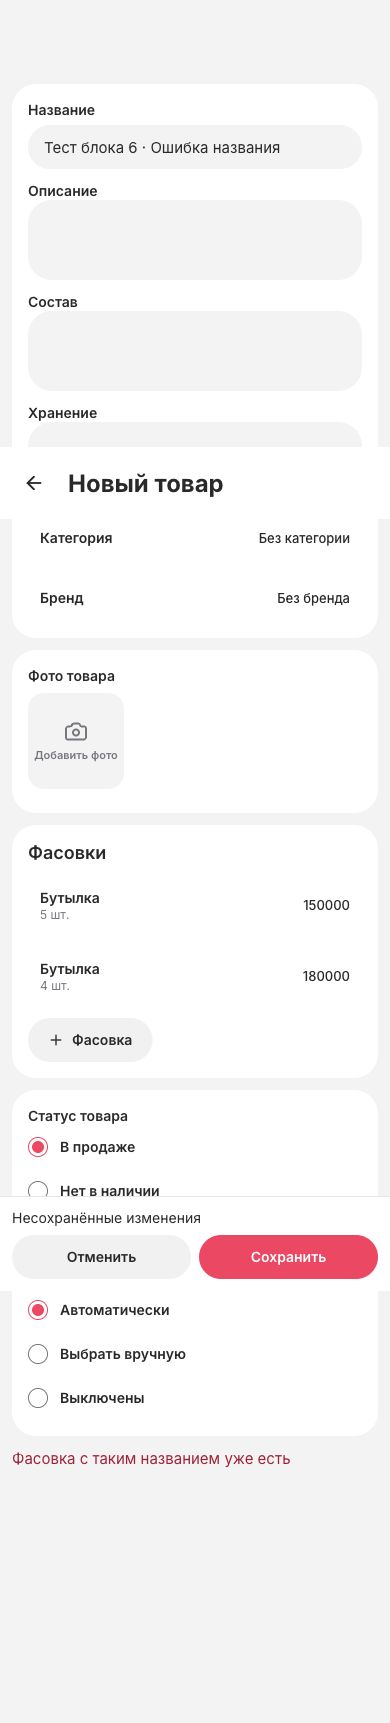 Название
Тест блока 6 · Ошибка названия
Описание
Состав
Хранение
Новый товар
Категория
Без категории
Бренд
Без бренда
Фото товара
Добавить фото
Фасовки
Бутылка
150000
5 шт.
Бутылка
180000
4 шт.
+ Фасовка
Статус товара
В продаже
Нет в наличии
Несохранённые изменения
Отменить
Сохранить
Автоматически
Выбрать вручную
Выключены
Фасовка с таким названием уже есть